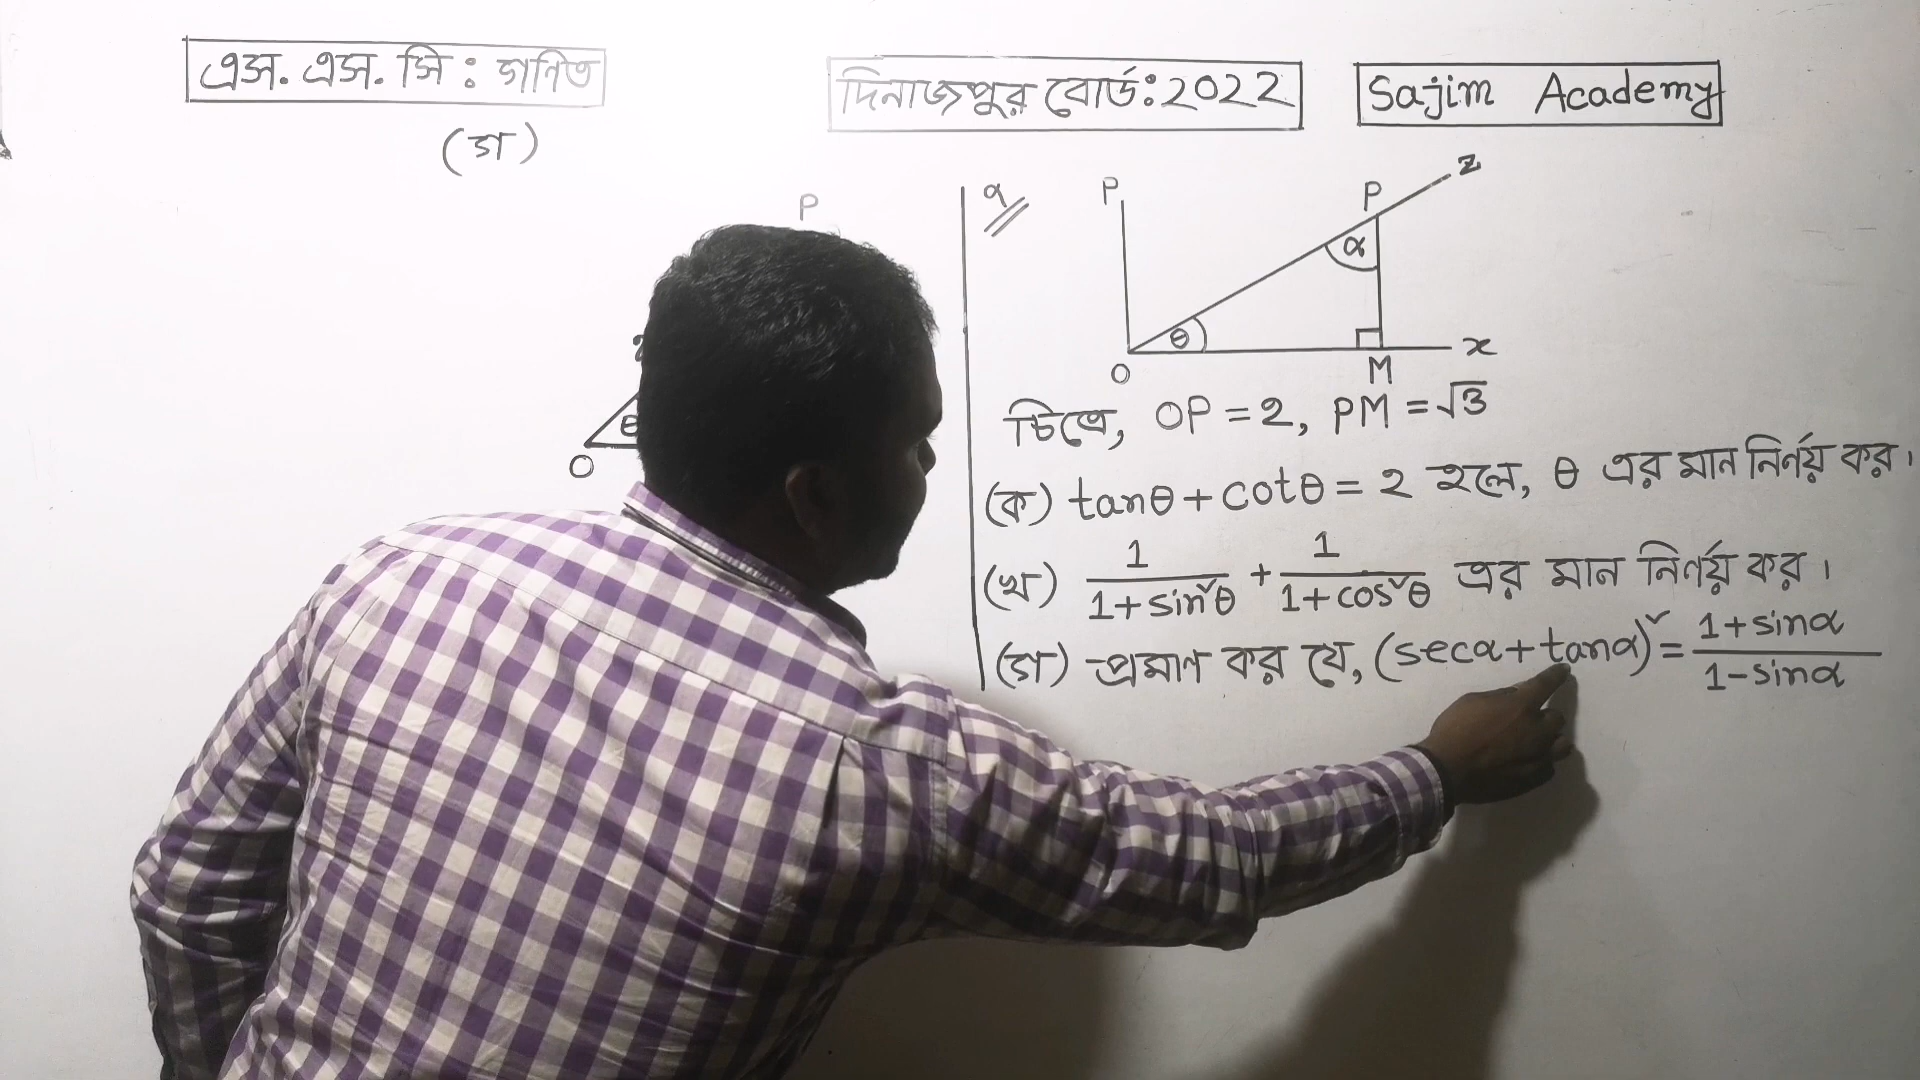 এস. এস. সি : গণিত
দিনাজপুর বোর্ড: 2022
Sajim Academy
(গ)
P
θ
O
৭
P
P
z
α
θ
O
M
x
চিত্রে, OP = 2, PM = √3
(ক) tanθ + cotθ = 2 হলে, θ এর মান নির্ণয় কর।
(খ) 1/(1+sin²θ) + 1/(1+cos²θ) এর মান নির্ণয় কর।
(গ) প্রমাণ কর যে, (secα + tanα)² = (1+sinα)/(1-sinα)